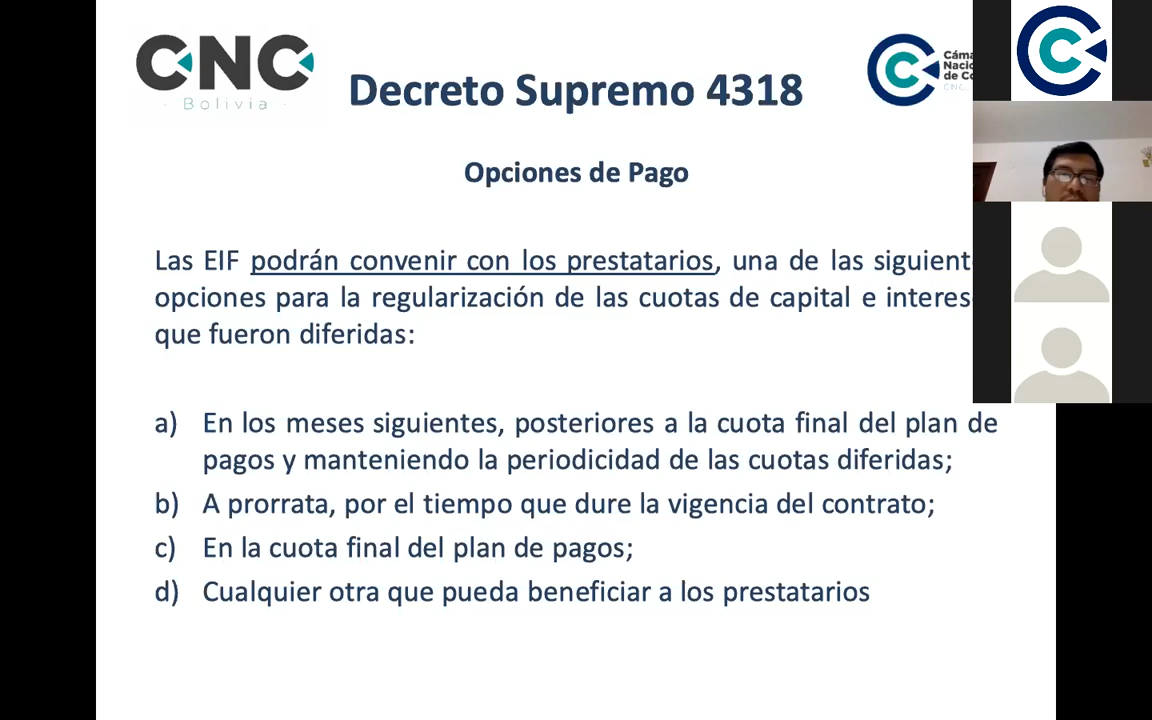 CNC
Bolivia
Decreto Supremo 4318
Opciones de Pago
Las EIF podrán convenir con los prestatarios, una de las
opciones para la regularización de las cuotas de capital e
que fueron diferidas:
a) En los meses siguientes, posteriores a la cuota final del plan de
pagos y manteniendo la periodicidad de las cuotas diferidas;
b) A prorrata, por el tiempo que dure la vigencia del contrato;
c) En la cuota final del plan de pagos;
d) Cualquier otra que pueda beneficiar a los prestatarios